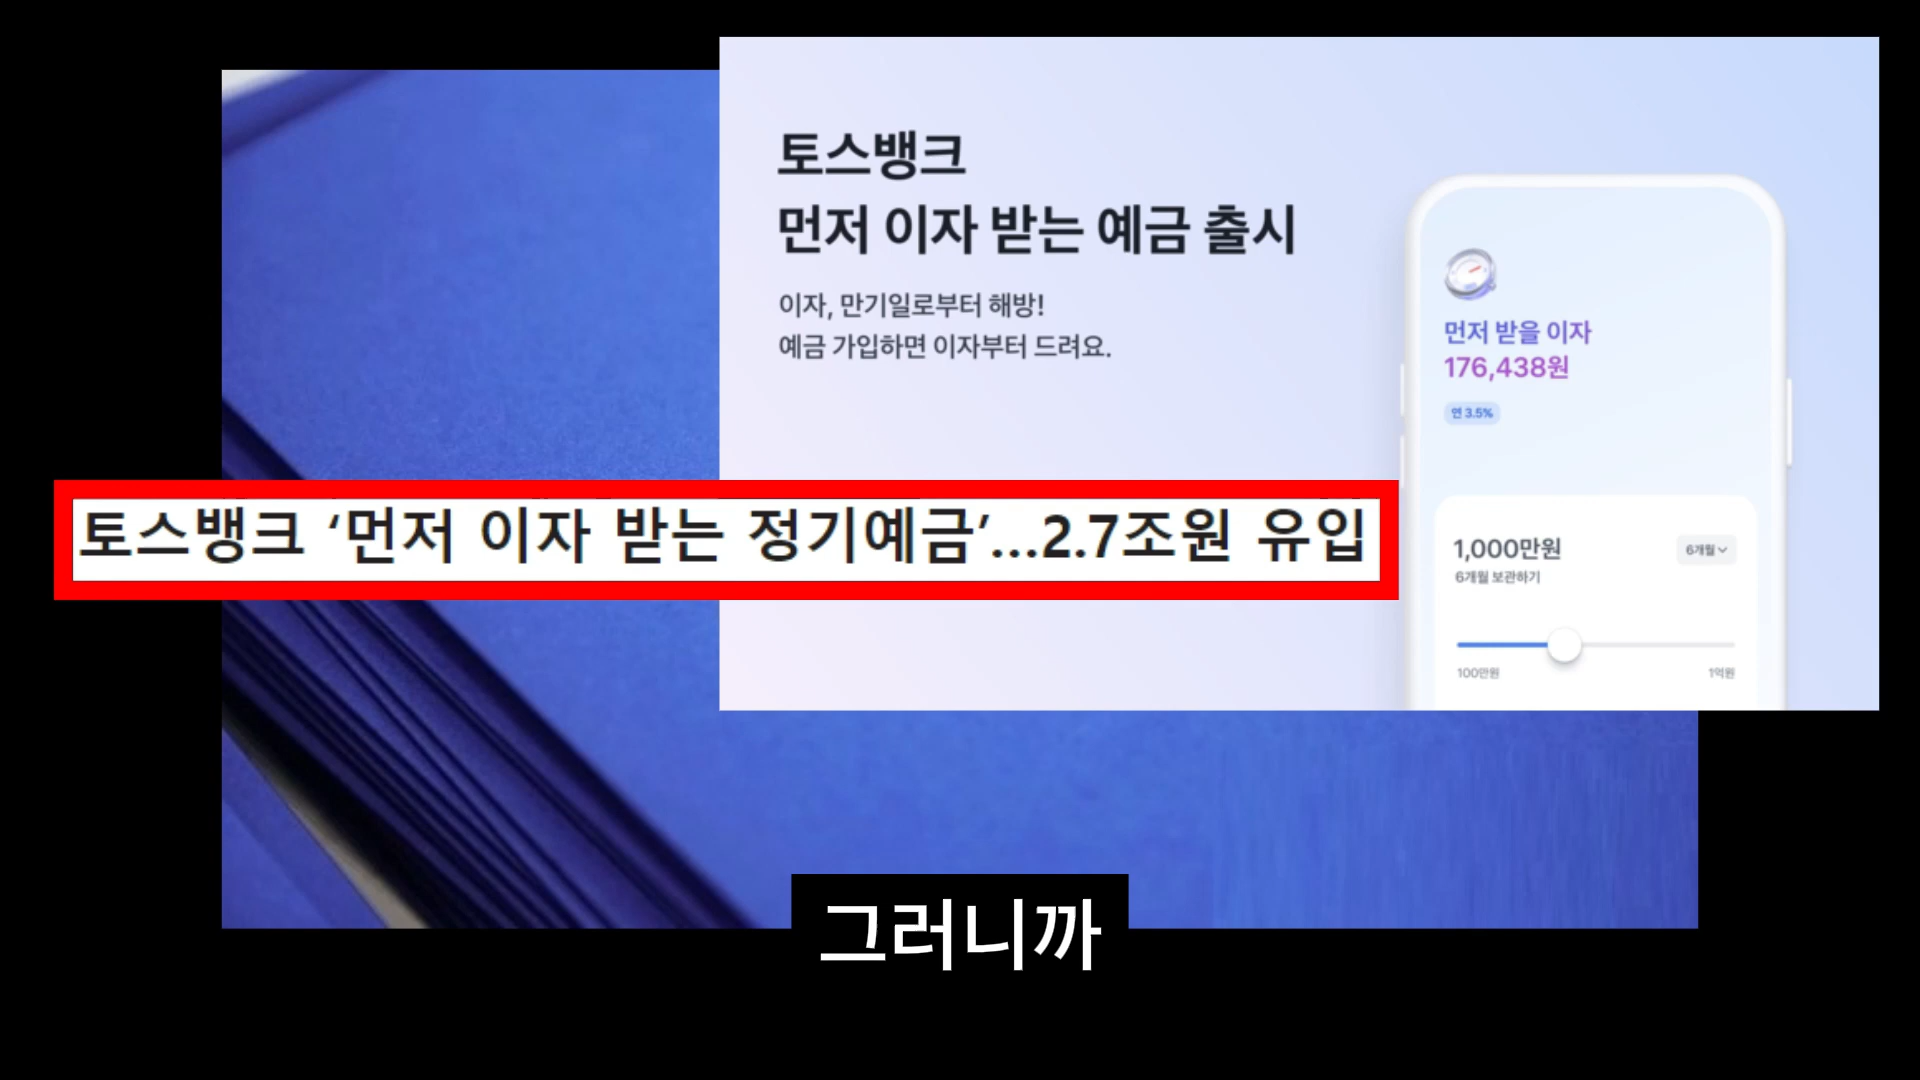 토스뱅크
먼저 이자 받는 예금 출시
이자, 만기일로부터 해방!
예금 가입하면 이자부터 드려요.
먼저 받을 이자
176,438원
연 3.5%
토스뱅크 ‘먼저 이자 받는 정기예금’...2.7조원 유입
1,000만원
6개월
6개월 보관하기
100만원
1억원
그러니까